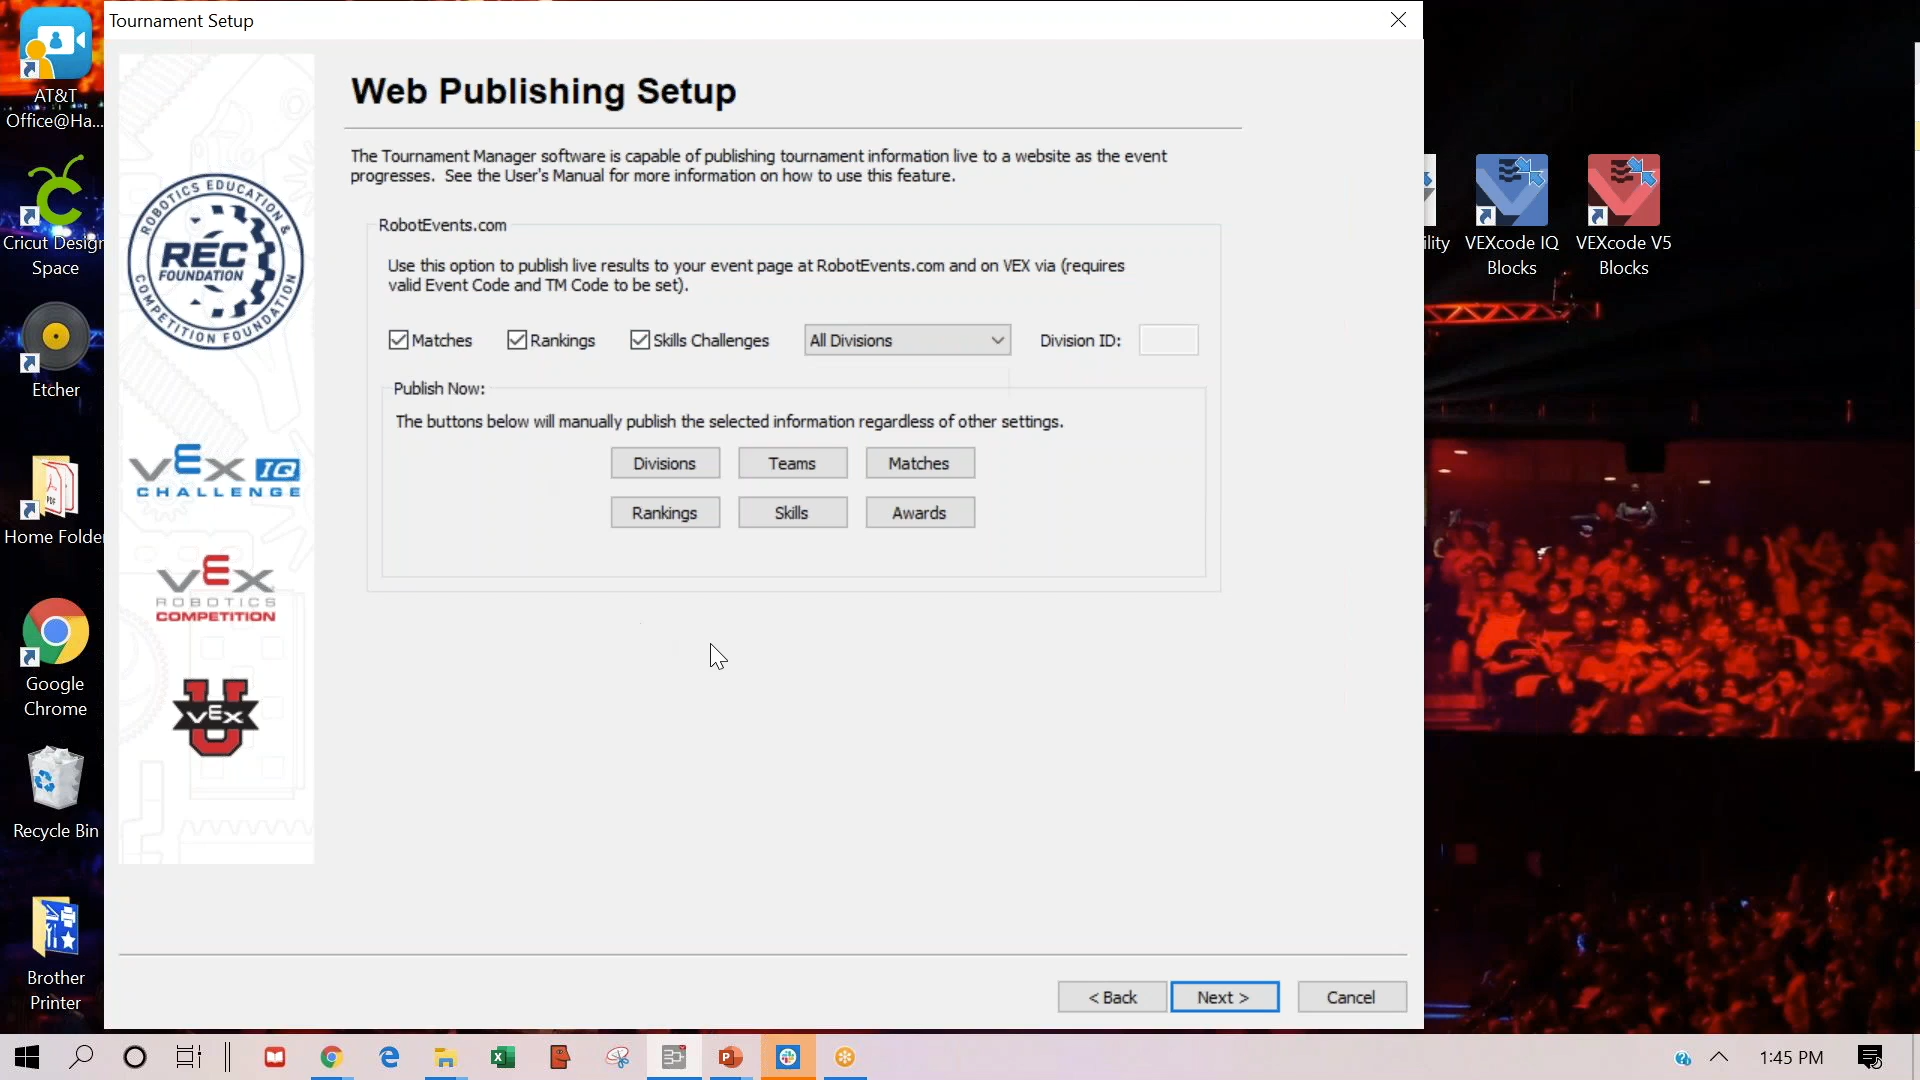 Tournament Setup
Web Publishing Setup
The Tournament Manager software is capable of publishing tournament information live to a website as the event
progresses. See the User's Manual for more information on how to use this feature.
RobotEvents.com
Use this option to publish live results to your event page at RobotEvents.com and on VEX via (requires
valid Event Code and TM Code to be set).
Matches
Rankings
Skills Challenges
All Divisions
Division ID:
Publish Now:
The buttons below will manually publish the selected information regardless of other settings.
Divisions
Teams
Matches
Rankings
Skills
Awards
< Back
Next >
Cancel
ROBOTICS EDUCATION &
COMPETITION FOUNDATION
REC
FOUNDATION
VEX IQ
CHALLENGE
VEX
ROBOTICS
COMPETITION
U
VEX
AT&T
Office@Ha...
Cricut Design
Space
Etcher
Home Folder
Google
Chrome
Recycle Bin
Brother
Printer
ility
VEXcode IQ
Blocks
VEXcode V5
Blocks
1:45 PM